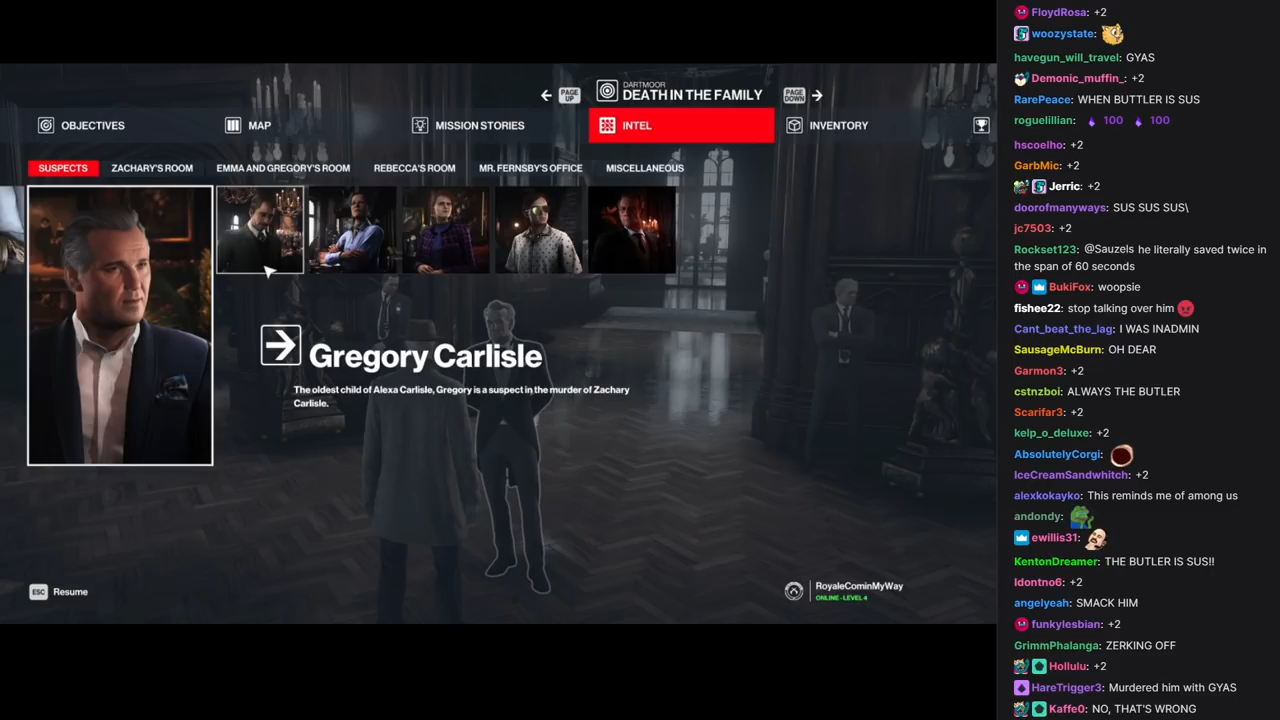 DARTMOOR
PAGE UP
DEATH IN THE FAMILY
PAGE DOWN
OBJECTIVES
MAP
MISSION STORIES
INTEL
INVENTORY
SUSPECTS
ZACHARY'S ROOM
EMMA AND GREGORY'S ROOM
REBECCA'S ROOM
MR. FERNSBY'S OFFICE
MISCELLANEOUS
Gregory Carlisle
The oldest child of Alexa Carlisle, Gregory is a suspect in the murder of Zachary
Carlisle.
ESC Resume
RoyaleCominMyWay
ONLINE - LEVEL 4
FloydRosa: +2
woozystate:
havegun_will_travel: GYAS
Demonic_muffin_: +2
RarePeace: WHEN BUTTLER IS SUS
roguelillian: 100 100
hscoelho: +2
GarbMic: +2
Jerric: +2
doorofmanyways: SUS SUS SUS\
jc7503: +2
Rockset123: @Sauzels he literally saved twice in
the span of 60 seconds
BukiFox: woopsie
fishee22: stop talking over him
Cant_beat_the_lag: I WAS INADMIN
SausageMcBurn: OH DEAR
Garmon3: +2
cstnzboi: ALWAYS THE BUTLER
Scarifar3: +2
kelp_o_deluxe: +2
AbsolutelyCorgi:
IceCreamSandwhitch: +2
alexkokayko: This reminds me of among us
andondy:
ewillis31:
KentonDreamer: THE BUTLER IS SUS!!
Idontno6: +2
angelyeah: SMACK HIM
funkylesbian: +2
GrimmPhalanga: ZERKING OFF
Hollulu: +2
HareTrigger3: Murdered him with GYAS
Kaffe0: NO, THAT'S WRONG